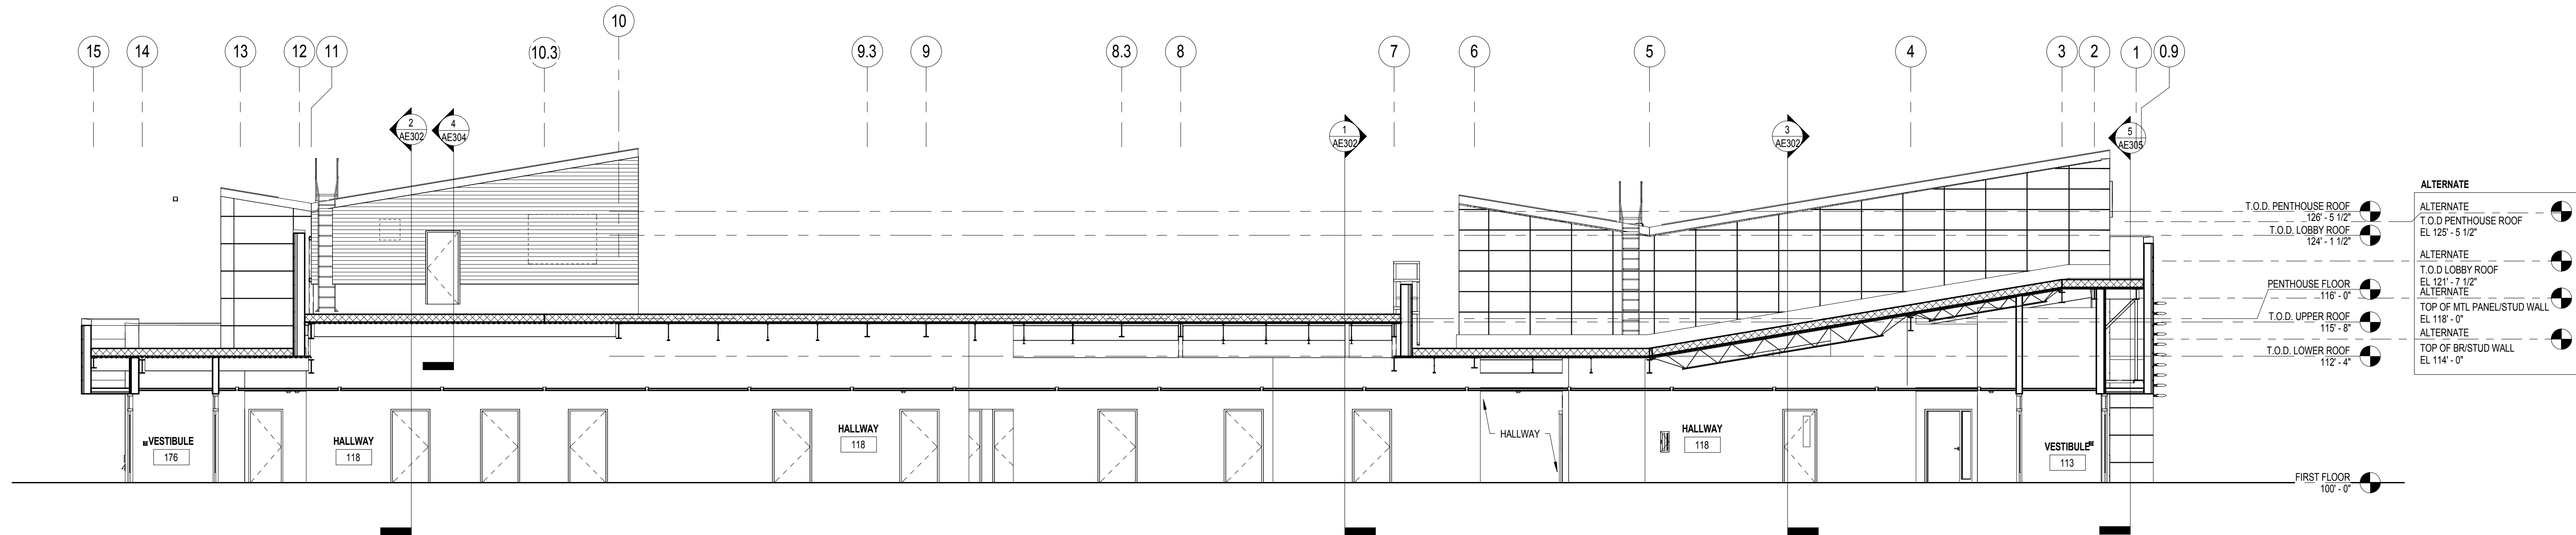 15
14
13
12
11
10.3
10
9.3
9
8.3
8
7
6
5
4
3
2
1
0.9
2
AE302
4
AE304
1
AE302
3
AE302
5
AE305
T.O.D. PENTHOUSE ROOF
126' - 5 1/2"
T.O.D. LOBBY ROOF
124' - 1 1/2"
PENTHOUSE FLOOR
116' - 0"
T.O.D. UPPER ROOF
115' - 8"
T.O.D. LOWER ROOF
112' - 4"
FIRST FLOOR
100' - 0"
ALTERNATE
ALTERNATE
T.O.D PENTHOUSE ROOF
EL 125' - 5 1/2"
ALTERNATE
T.O.D LOBBY ROOF
EL 121' - 7 1/2"
ALTERNATE
TOP OF MTL PANEL/STUD WALL
EL 118' - 0"
ALTERNATE
TOP OF BR/STUD WALL
EL 114' - 0"
VESTIBULE
176
HALLWAY
118
HALLWAY
118
HALLWAY
HALLWAY
118
VESTIBULE
113